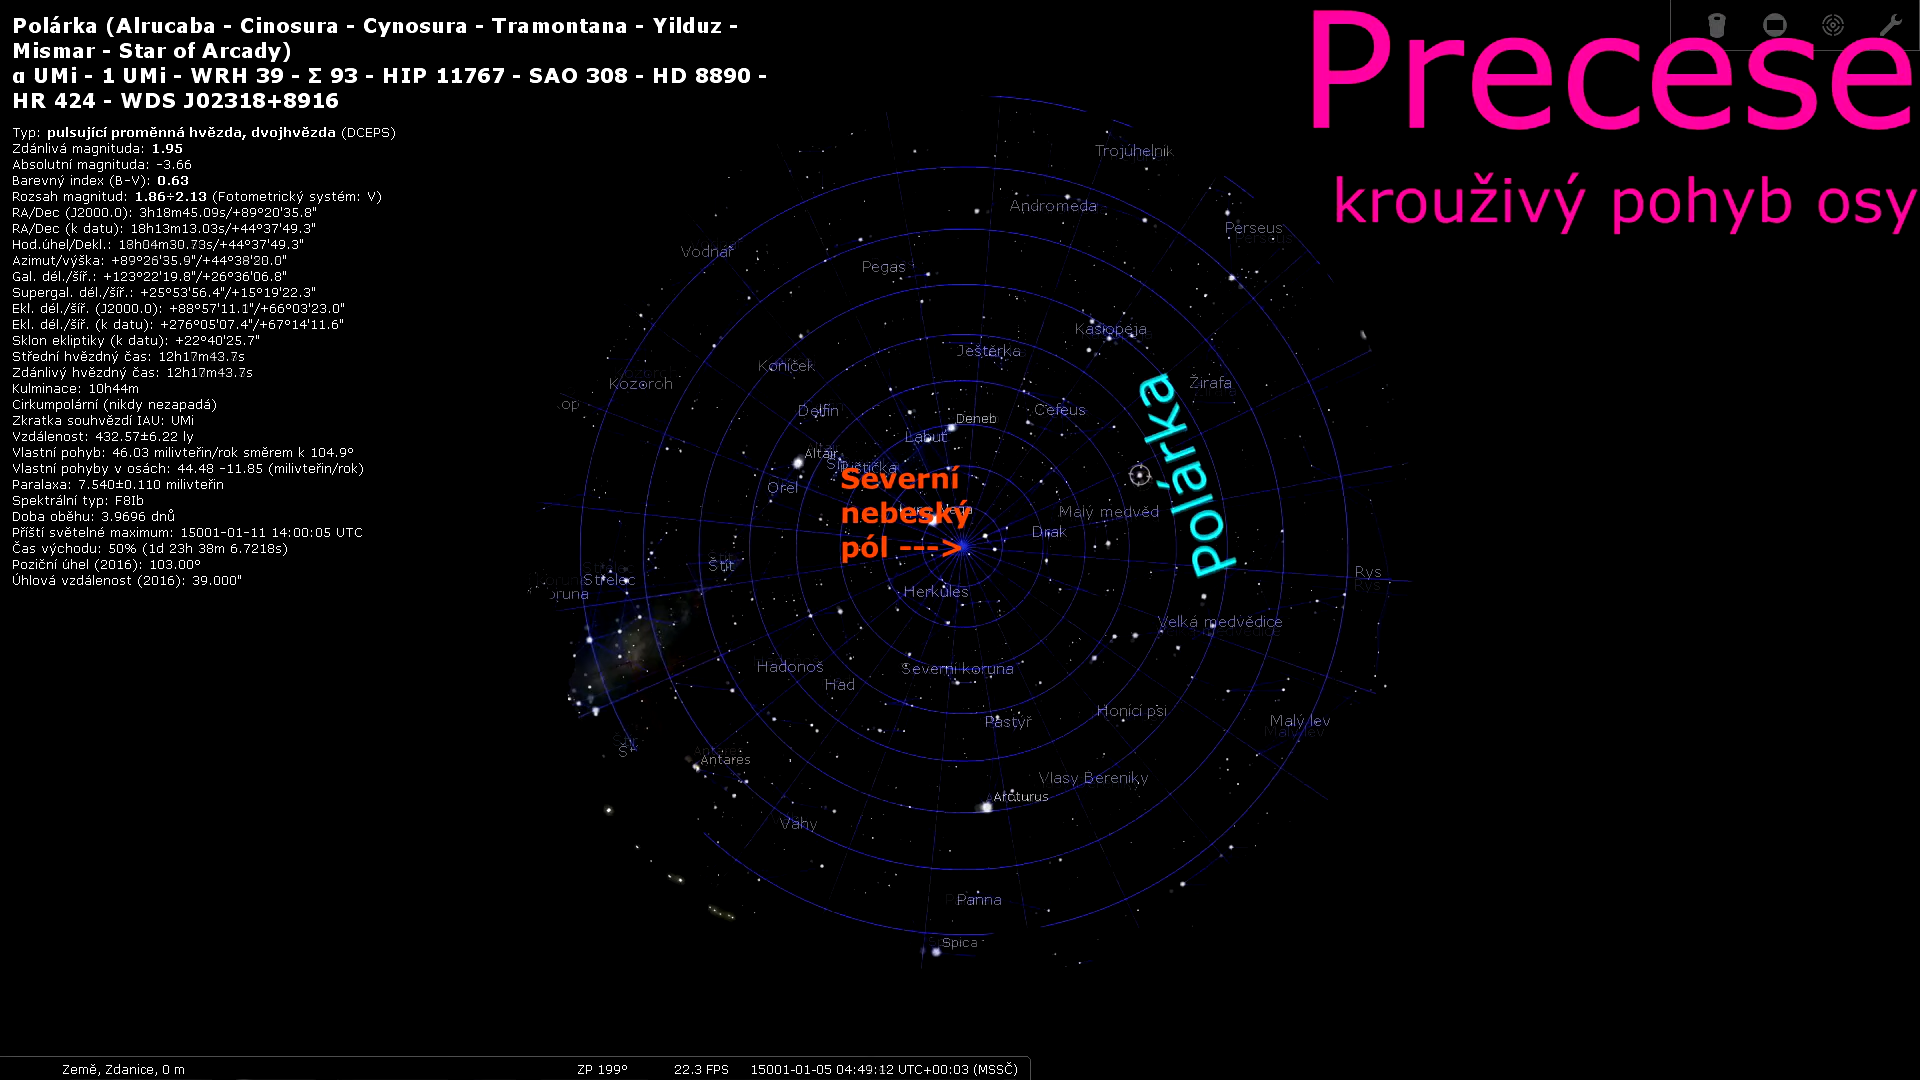 Polárka (Alrucaba - Cinosura - Cynosura - Tramontana - Yilduz -
Mismar - Star of Arcady)
α UMi - 1 UMi - WRH 39 - Σ 93 - HIP 11767 - SAO 308 - HD 8890 -
HR 424 - WDS J02318+8916
Typ: pulsující proměnná hvězda, dvojhvězda (DCEPS)
Zdánlivá magnituda: 1.95
Absolutní magnituda: -3.66
Barevný index (B-V): 0.63
Rozsah magnitud: 1.86÷2.13 (Fotometrický systém: V)
RA/Dec (J2000.0): 3h18m45.09s/+89°20'35.8"
RA/Dec (k datu): 18h13m13.03s/+44°37'49.3"
Hod.úhel/Dekl.: 18h04m30.73s/+44°37'49.3"
Azimut/výška: +89°26'35.9"/+44°38'20.0"
Gal. dél./šíř.: +123°22'19.8"/+26°36'06.8"
Supergal. dél./šíř.: +25°53'56.4"/+15°19'22.3"
Ekl. dél./šíř. (J2000.0): +88°57'11.1"/+66°03'23.0"
Ekl. dél./šíř. (k datu): +276°05'07.4"/+67°14'11.6"
Sklon ekliptiky (k datu): +22°40'25.7"
Střední hvězdný čas: 12h17m43.7s
Zdánlivý hvězdný čas: 12h17m43.7s
Kulminace: 10h44m
Cirkumpolární (nikdy nezapadá)
Zkratka souhvězdí IAU: UMi
Vzdálenost: 432.57±6.22 ly
Vlastní pohyb: 46.03 milivteřin/rok směrem k 104.9°
Vlastní pohyby v osách: 44.48 -11.85 (milivteřin/rok)
Paralaxa: 7.540±0.110 milivteřin
Spektrální typ: F8Ib
Doba oběhu: 3.9696 dnů
Příští světelné maximum: 15001-01-11 14:00:05 UTC
Čas východu: 50% (1d 23h 38m 6.7218s)
Poziční úhel (2016): 103.00°
Úhlová vzdálenost (2016): 39.000"
Precese
krouživý pohyb osy
Trojúhelník
Andromeda
Perseus
Vodnář
Pegas
Kasiopeja
Ještěrka
Koníček
Kozoroh
Žirafa
Delfín
Cefeus
Deneb
Labuť
Altair
Orel
Polárka
Severní
nebeský
pól --->
Malý medvěd
Drak
Štít
Střelec
Rys
Herkules
Velká medvědice
Hadonoš
Severní koruna
Had
Honicí psi
Pastýř
Malý lev
Antares
Vlasy Bereniky
Arcturus
Váhy
Panna
Spica
Země, Zdanice, 0 m
ZP 199°
22.3 FPS
15001-01-05 04:49:12 UTC+00:03 (MSSČ)